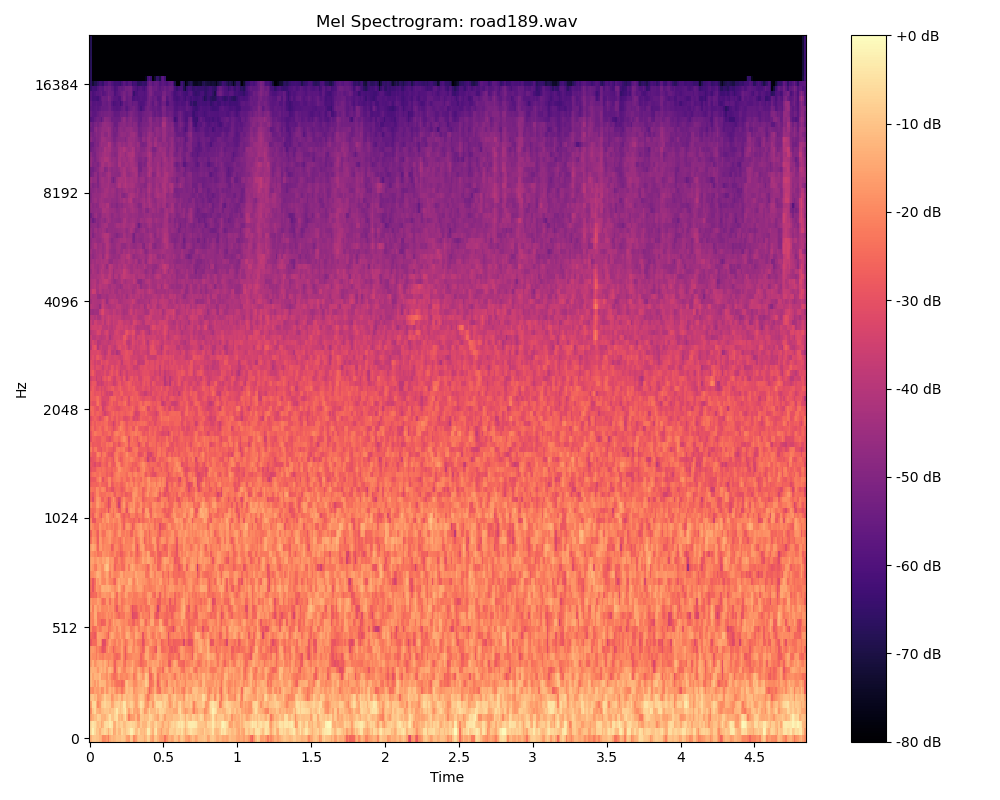 Mel Spectrogram: road189.wav
Hz
16384
8192
4096
2048
1024
512
0
0
0.5
1
1.5
2
2.5
3
3.5
4
4.5
Time
+0 dB
-10 dB
-20 dB
-30 dB
-40 dB
-50 dB
-60 dB
-70 dB
-80 dB